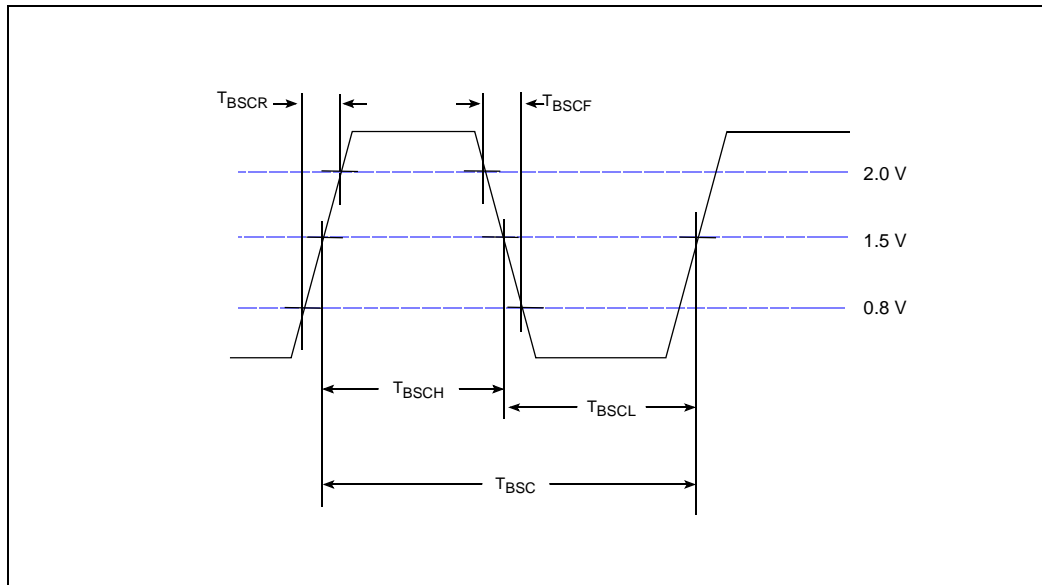 TBSCR
TBSCF
2.0 V
1.5 V
0.8 V
TBSCH
TBSCL
TBSC